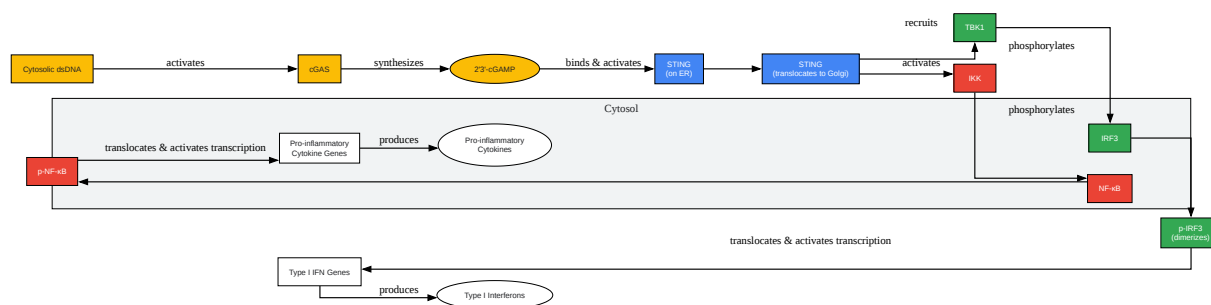 recruits
TBK1
phosphorylates
Cytosolic dsDNA
activates
cGAS
synthesizes
2'3'-cGAMP
binds & activates
STING
(on ER)
STING
(translocates to Golgi)
activates
IKK
Cytosol
phosphorylates
translocates & activates transcription
Pro-inflammatory
Cytokine Genes
produces
Pro-inflammatory
Cytokines
IRF3
p-NF-κB
NF-κB
p-IRF3
(dimerizes)
translocates & activates transcription
Type I IFN Genes
produces
Type I Interferons